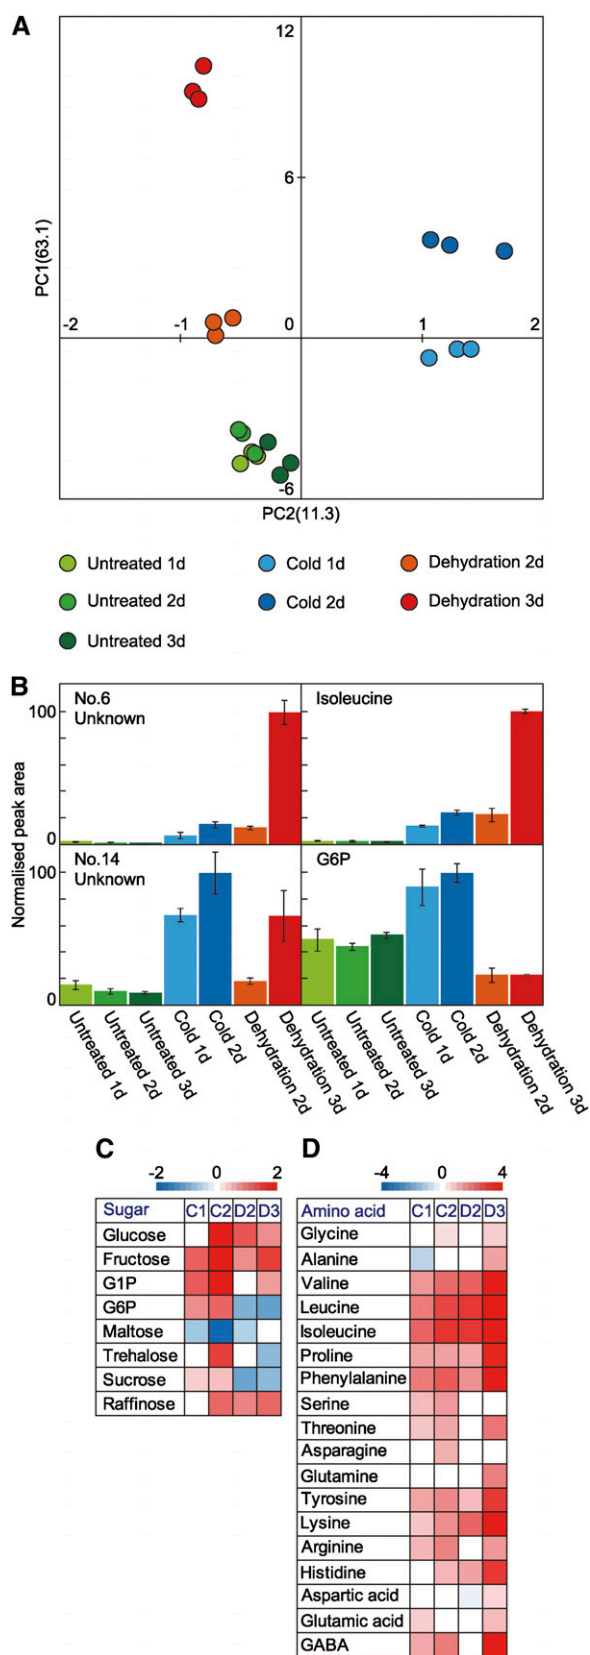 A
12
6
PC1(63.1)
-2 -1 0 1 2
-6
PC2(11.3)
Untreated 1d Cold 1d Dehydration 2d
Untreated 2d Cold 2d Dehydration 3d
Untreated 3d
B
No.6
Unknown
Isoleucine
100
0
No.14
Unknown
G6P
100
0
Normalised peak area
Untreated 1d
Untreated 2d
Untreated 3d
Cold 1d
Cold 2d
Dehydration 2d
Dehydration 3d
Untreated 1d
Untreated 2d
Untreated 3d
Cold 1d
Cold 2d
Dehydration 2d
Dehydration 3d
C
-2 0 2
Sugar C1 C2 D2 D3
Glucose
Fructose
G1P
G6P
Maltose
Trehalose
Sucrose
Raffinose
D
-4 0 4
Amino acid C1 C2 D2 D3
Glycine
Alanine
Valine
Leucine
Isoleucine
Proline
Phenylalanine
Serine
Threonine
Asparagine
Glutamine
Tyrosine
Lysine
Arginine
Histidine
Aspartic acid
Glutamic acid
GABA